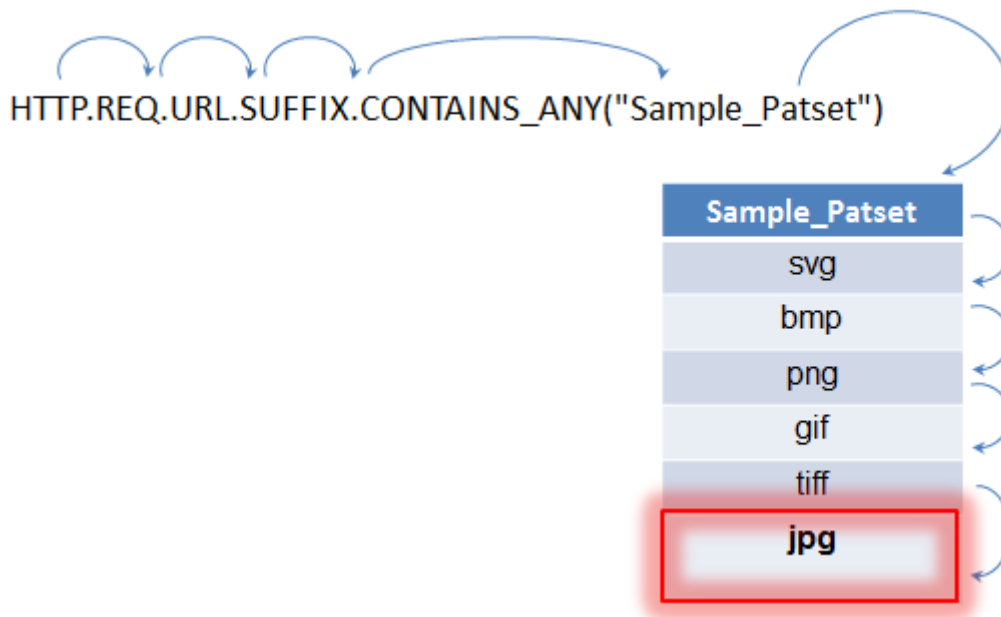 HTTP.REQ.URL.SUFFIX.CONTAINS_ANY("Sample_Patset")
Sample_Patset
svg
bmp
png
gif
tiff
jpg